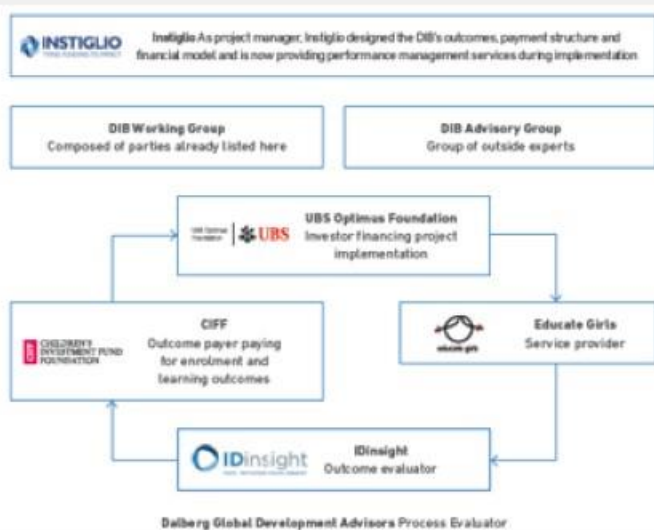 INSTIGLIO
Instiglio As project manager, Instiglio designed the DIB's outcomes, payment structure and
financial model and is now providing performance management services during implementation
DIB Working Group
Composed of parties already listed here
DIB Advisory Group
Group of outside experts
UBS
UBS Optimus Foundation
Investor financing project
implementation
CIFF
CHILDREN'S
INVESTMENT FUND
FOUNDATION
CIFF
Outcome payer paying
for enrolment and
learning outcomes
educate girls
Educate Girls
Service provider
IDinsight
IDinsight
Outcome evaluator
Dalberg Global Development Advisors Process Evaluator